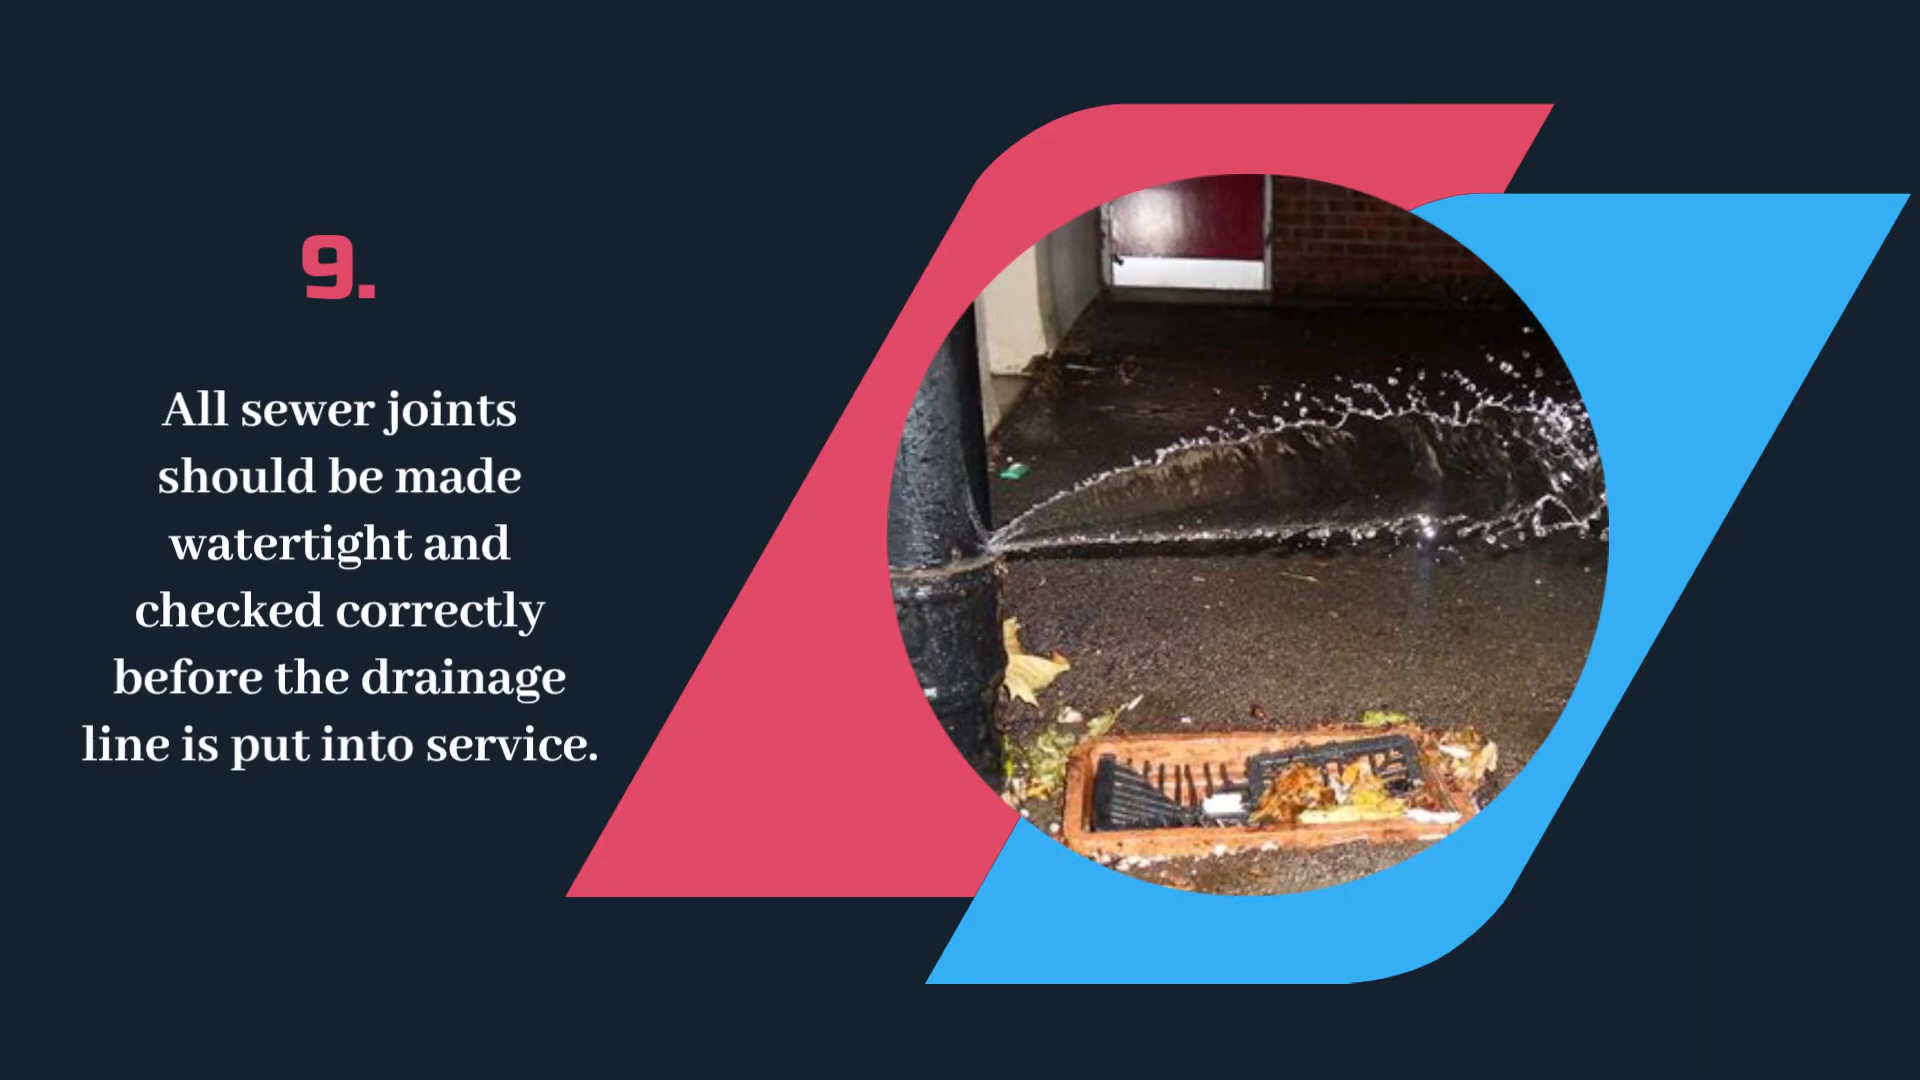 9.
All sewer joints
should be made
watertight and
checked correctly
before the drainage
line is put into service.